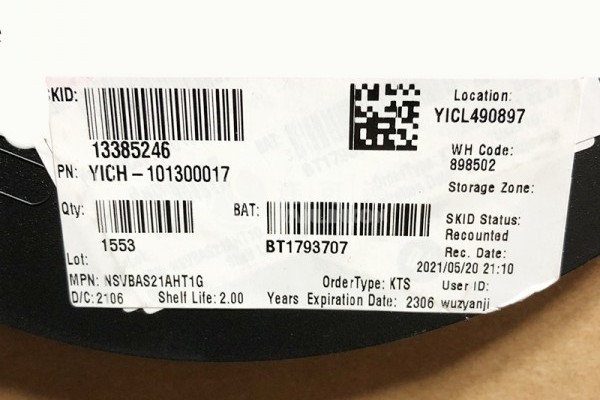 SKID:
13385246
PN: YICH-101300017
Qty:
1553
BAT:
BT1793707
Lot:
MPN: NSVBAS21AHT1G
OrderType: KTS
D/C: 2106 Shelf Life: 2.00 Years Expiration Date: 2306
Location:
YICL490897
WH Code:
898502
Storage Zone:
SKID Status:
Recounted
Rec. Date:
2021/05/20 21:10
User ID:
wuzyanji